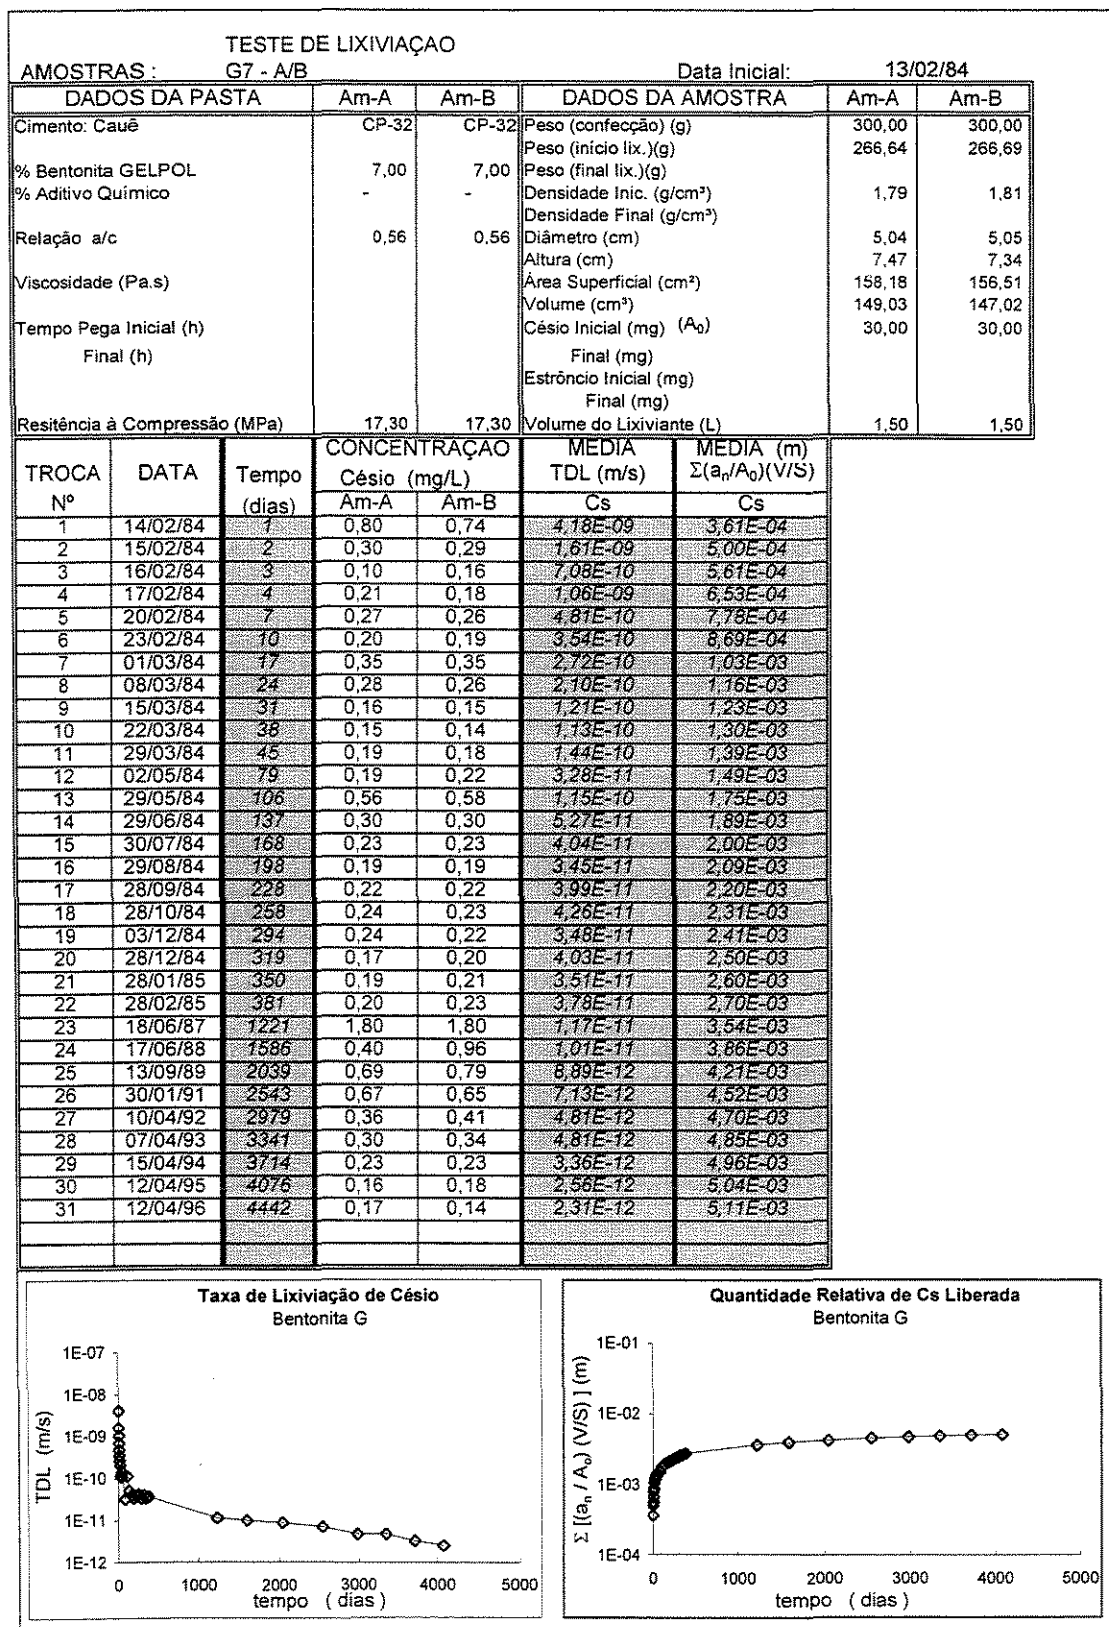 TESTE DE LIXIVIAÇAO
AMOSTRAS : G7 - A/B Data Inicial: 13/02/84
DADOS DA PASTA Am-A Am-B DADOS DA AMOSTRA Am-A Am-B
Cimento: Cauê CP-32 CP-32 Peso (confecção) (g) 300,00 300,00
Peso (início lix.)(g) 266,64 266,69
% Bentonita GELPOL 7,00 7,00 Peso (final lix.)(g)
% Aditivo Químico - - Densidade Inic. (g/cm³) 1,79 1,81
Densidade Final (g/cm³)
Relação a/c 0,56 0,56 Diâmetro (cm) 5,04 5,05
Altura (cm) 7,47 7,34
Viscosidade (Pa.s) Área Superficial (cm²) 158,18 156,51
Volume (cm³) 149,03 147,02
Tempo Pega Inicial (h) Césio Inicial (mg) (A₀) 30,00 30,00
Final (h) Final (mg)
Estrôncio Inicial (mg)
Final (mg)
Resitência à Compressão (MPa) 17,30 17,30 Volume do Lixiviante (L) 1,50 1,50
TROCA DATA Tempo CONCENTRAÇAO MEDIA MEDIA (m)
Césio (mg/L) TDL (m/s) Σ(aₙ/A₀)(V/S)
Nº (dias) Am-A Am-B Cs Cs
1 14/02/84 1 0,80 0,74 4,18E-09 3,61E-04
2 15/02/84 2 0,30 0,29 1,61E-09 5,00E-04
3 16/02/84 3 0,10 0,16 7,08E-10 5,61E-04
4 17/02/84 4 0,21 0,18 1,06E-09 6,53E-04
5 20/02/84 7 0,27 0,26 4,81E-10 7,78E-04
6 23/02/84 10 0,20 0,19 3,54E-10 8,69E-04
7 01/03/84 17 0,35 0,35 2,72E-10 1,03E-03
8 08/03/84 24 0,28 0,26 2,10E-10 1,16E-03
9 15/03/84 31 0,16 0,15 1,21E-10 1,23E-03
10 22/03/84 38 0,15 0,14 1,13E-10 1,30E-03
11 29/03/84 45 0,19 0,18 1,44E-10 1,39E-03
12 02/05/84 79 0,19 0,22 3,28E-11 1,49E-03
13 29/05/84 106 0,56 0,58 1,15E-10 1,75E-03
14 29/06/84 137 0,30 0,30 5,27E-11 1,89E-03
15 30/07/84 168 0,23 0,23 4,04E-11 2,00E-03
16 29/08/84 198 0,19 0,19 3,45E-11 2,09E-03
17 28/09/84 228 0,22 0,22 3,99E-11 2,20E-03
18 28/10/84 258 0,24 0,23 4,26E-11 2,31E-03
19 03/12/84 294 0,24 0,22 3,48E-11 2,41E-03
20 28/12/84 319 0,17 0,20 4,03E-11 2,50E-03
21 28/01/85 350 0,19 0,21 3,51E-11 2,60E-03
22 28/02/85 381 0,20 0,23 3,78E-11 2,70E-03
23 18/06/87 1221 1,80 1,80 1,17E-11 3,54E-03
24 17/06/88 1586 0,40 0,96 1,01E-11 3,86E-03
25 13/09/89 2039 0,69 0,79 8,89E-12 4,21E-03
26 30/01/91 2543 0,67 0,65 7,13E-12 4,52E-03
27 10/04/92 2979 0,36 0,41 4,81E-12 4,70E-03
28 07/04/93 3341 0,30 0,34 4,81E-12 4,85E-03
29 15/04/94 3714 0,23 0,23 3,36E-12 4,96E-03
30 12/04/95 4076 0,16 0,18 2,56E-12 5,04E-03
31 12/04/96 4442 0,17 0,14 2,31E-12 5,11E-03
Taxa de Lixiviação de Césio
Bentonita G
TDL (m/s)
1E-07
1E-08
1E-09
1E-10
1E-11
1E-12
0 1000 2000 3000 4000 5000
tempo ( dias )
Quantidade Relativa de Cs Liberada
Bentonita G
Σ [(aₙ / A₀) (V/S) ] (m)
1E-01
1E-02
1E-03
1E-04
0 1000 2000 3000 4000 5000
tempo ( dias )